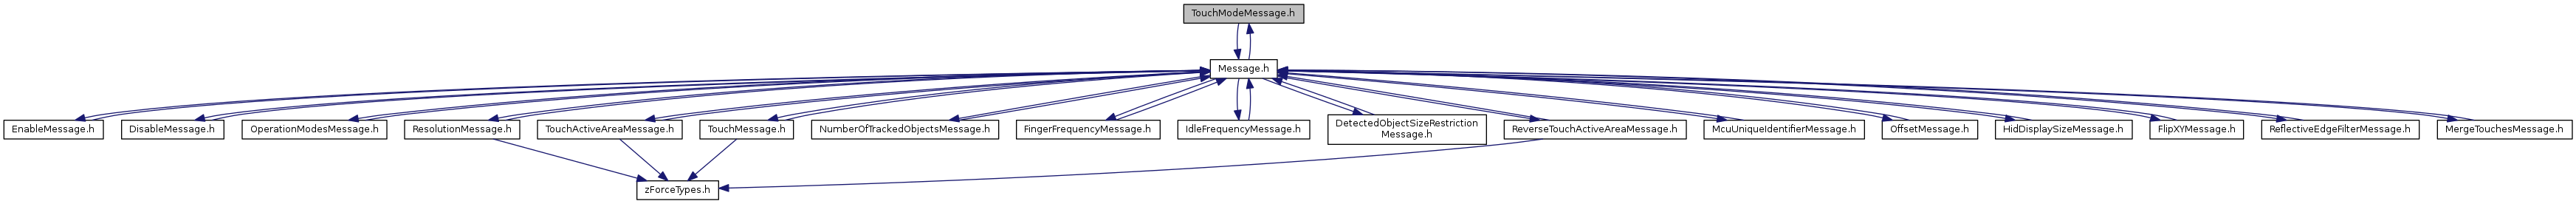 TouchModeMessage.h
Message.h
EnableMessage.h
DisableMessage.h
OperationModesMessage.h
ResolutionMessage.h
TouchActiveAreaMessage.h
TouchMessage.h
NumberOfTrackedObjectsMessage.h
FingerFrequencyMessage.h
IdleFrequencyMessage.h
DetectedObjectSizeRestriction
Message.h
ReverseTouchActiveAreaMessage.h
McuUniqueIdentifierMessage.h
OffsetMessage.h
HidDisplaySizeMessage.h
FlipXYMessage.h
ReflectiveEdgeFilterMessage.h
MergeTouchesMessage.h
zForceTypes.h